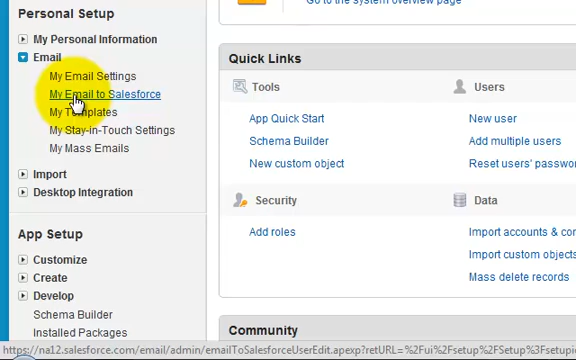 Personal Setup
Go to the system overview page
My Personal Information
Email
My Email Settings
My Email to Salesforce
My Templates
My Stay-in-Touch Settings
My Mass Emails
Import
Desktop Integration
App Setup
Customize
Create
Develop
Schema Builder
Installed Packages
Quick Links
Tools
App Quick Start
Schema Builder
New custom object
Users
New user
Add multiple users
Reset users' passwo
Security
Add roles
Data
Import accounts & con
Import custom objects
Mass delete records
Community
https://na12.salesforce.com/email/admin/emailToSalesforceUserEdit.apexp?retURL=%2Fui%2Fsetup%2FSetup%3Fsetupi